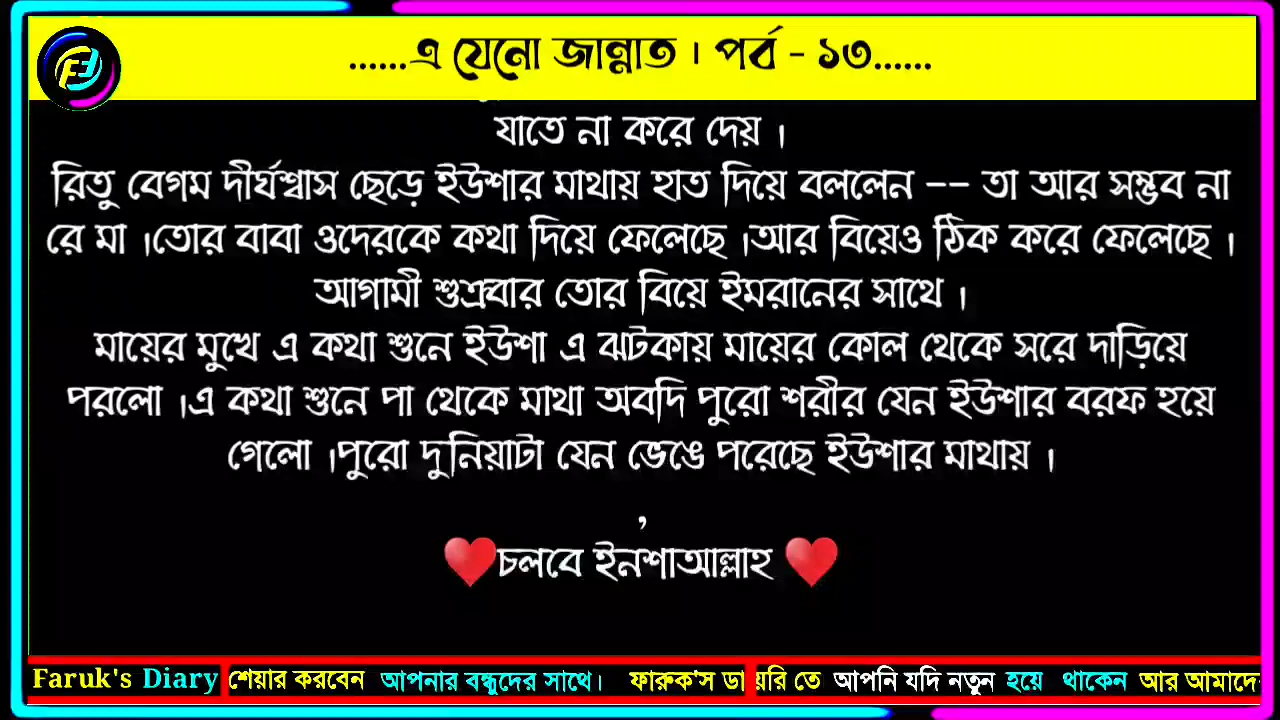 ......এ যেনো জান্নাত । পর্ব - ১৩......
যাতে না করে দেয় ।
রিতু বেগম দীর্ঘশ্বাস ছেড়ে ইউশার মাথায় হাত দিয়ে বললেন -- তা আর সম্ভব না
রে মা ।তোর বাবা ওদেরকে কথা দিয়ে ফেলেছে ।আর বিয়েও ঠিক করে ফেলেছে ।
আগামী শুক্রবার তোর বিয়ে ইমরানের সাথে ।
মায়ের মুখে এ কথা শুনে ইউশা এ ঝটকায় মায়ের কোল থেকে সরে দাড়িয়ে
পরলো ।এ কথা শুনে পা থেকে মাথা অবদি পুরো শরীর যেন ইউশার বরফ হয়ে
গেলো ।পুরো দুনিয়াটা যেন ভেঙে পরেছে ইউশার মাথায় ।
,
❤চলবে ইনশাআল্লাহ ❤
Faruk's Diary শেয়ার করবেন আপনার বন্ধুদের সাথে। ফারুক'স ডায়রি তে আপনি যদি নতুন হয়ে থাকেন আর